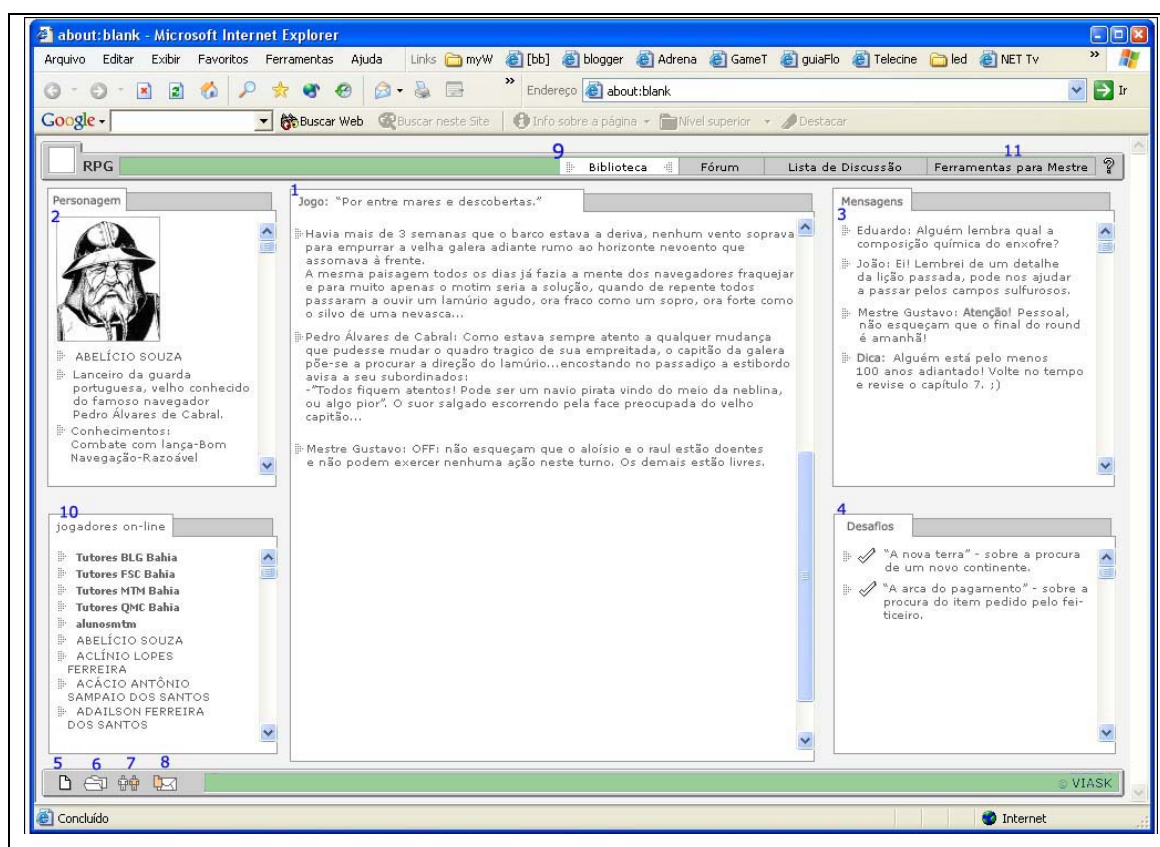 about:blank - Microsoft Internet Explorer
Arquivo Editar Exibir Favoritos Ferramentas Ajuda Links myW [bb] blogger Adrena GameT guiaFlo Telecine led NET Tv »
» Endereço about:blank Ir
Google Buscar Web Buscar neste Site Info sobre a página Nível superior Destacar
9 11
RPG Biblioteca Fórum Lista de Discussão Ferramentas para Mestre ?
Personagem
2
ABELÍCIO SOUZA
Lanceiro da guarda
portuguesa, velho conhecido
do famoso navegador
Pedro Álvares de Cabral.
Conhecimentos:
Combate com lança-Bom
Navegação-Razoável
10
jogadores on-line
Tutores BLG Bahia
Tutores FSC Bahia
Tutores MTM Bahia
Tutores QMC Bahia
alunosmtm
ABELÍCIO SOUZA
ACLÍNIO LOPES
FERREIRA
ACÁCIO ANTÔNIO
SAMPAIO DOS SANTOS
ADAILSON FERREIRA
DOS SANTOS
1
Jogo: “Por entre mares e descobertas.”
Havia mais de 3 semanas que o barco estava a deriva, nenhum vento soprava
para empurrar a velha galera adiante rumo ao horizonte nevoento que
assomava à frente.
A mesma paisagem todos os dias já fazia a mente dos navegadores fraquejar
e para muito apenas o motim seria a solução, quando de repente todos
passaram a ouvir um lamúrio agudo, ora fraco como um sopro, ora forte como
o silvo de uma nevasca...
Pedro Álvares de Cabral: Como estava sempre atento a qualquer mudança
que pudesse mudar o quadro tragico de sua empreitada, o capitão da galera
põe-se a procurar a direção do lamúrio...encostando no passadiço a estibordo
avisa a seu subordinados:
-”Todos fiquem atentos! Pode ser um navio pirata vindo do meio da neblina,
ou algo pior”. O suor salgado escorrendo pela face preocupada do velho
capitão...
Mestre Gustavo: OFF: não esqueçam que o aloísio e o raul estão doentes
e não podem exercer nenhuma ação neste turno. Os demais estão livres.
Mensagens
3
Eduardo: Alguém lembra qual a
composição química do enxofre?
João: Ei! Lembrei de um detalhe
da lição passada, pode nos ajudar
a passar pelos campos sulfurosos.
Mestre Gustavo: Atenção! Pessoal,
não esqueçam que o final do round
é amanhã!
Dica: Alguém está pelo menos
100 anos adiantado! Volte no tempo
e revise o capítulo 7. ;)
4
Desafios
“A nova terra” - sobre a procura
de um novo continente.
“A arca do pagamento” - sobre a
procura do item pedido pelo fei-
ticeiro.
5 6 7 8
© VIASK
Concluído Internet